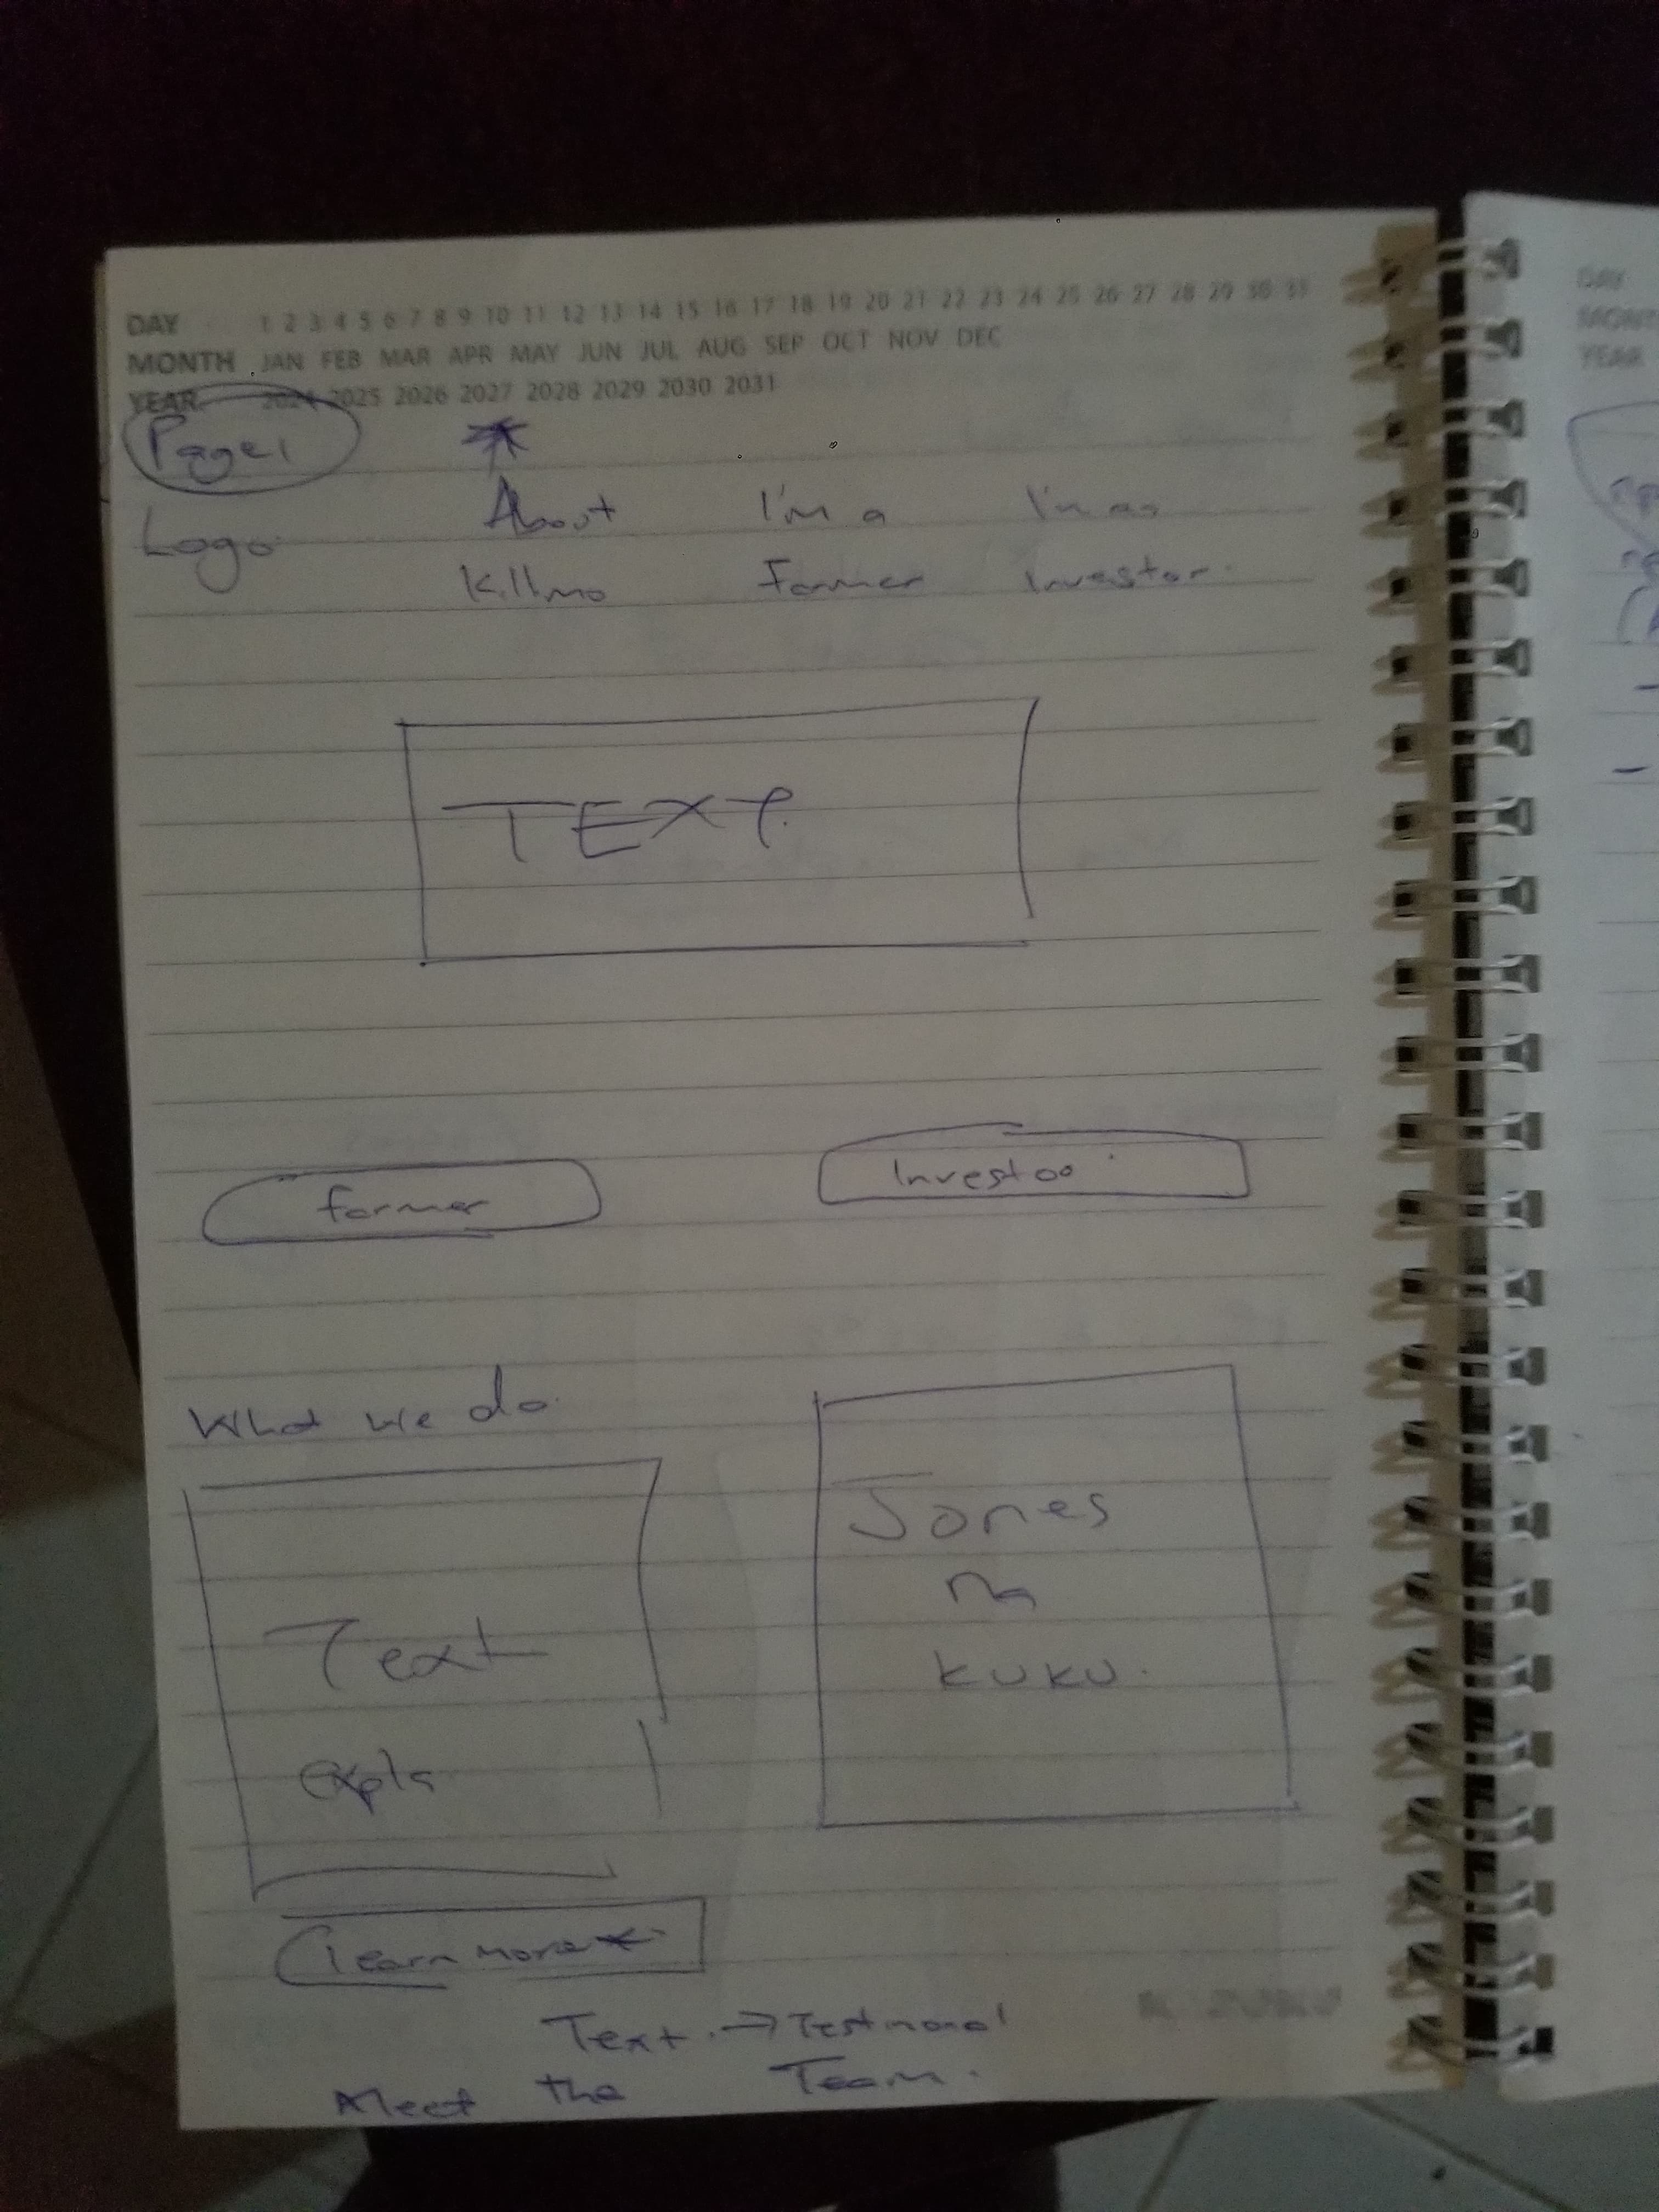 DAY 1 2 3 4 5 6 7 8 9 10 11 12 13 14 15 16 17 18 19 20 21 22 23 24 25 26 27 28 29 30 31
MONTH JAN FEB MAR APR MAY JUN JUL AUG SEP OCT NOV DEC
YEAR 2024 2025 2026 2027 2028 2029 2030 2031
Page 1
Logo
About
Killmo
I'm a
Farmer
I'm an
Investor.
TEXT.
farmer
Investoo
What we do.
Text
expla
Jones
na
kuku.
learn more
Text. → Testimonal
Meet the Team.
DAY
MONT
YEAR